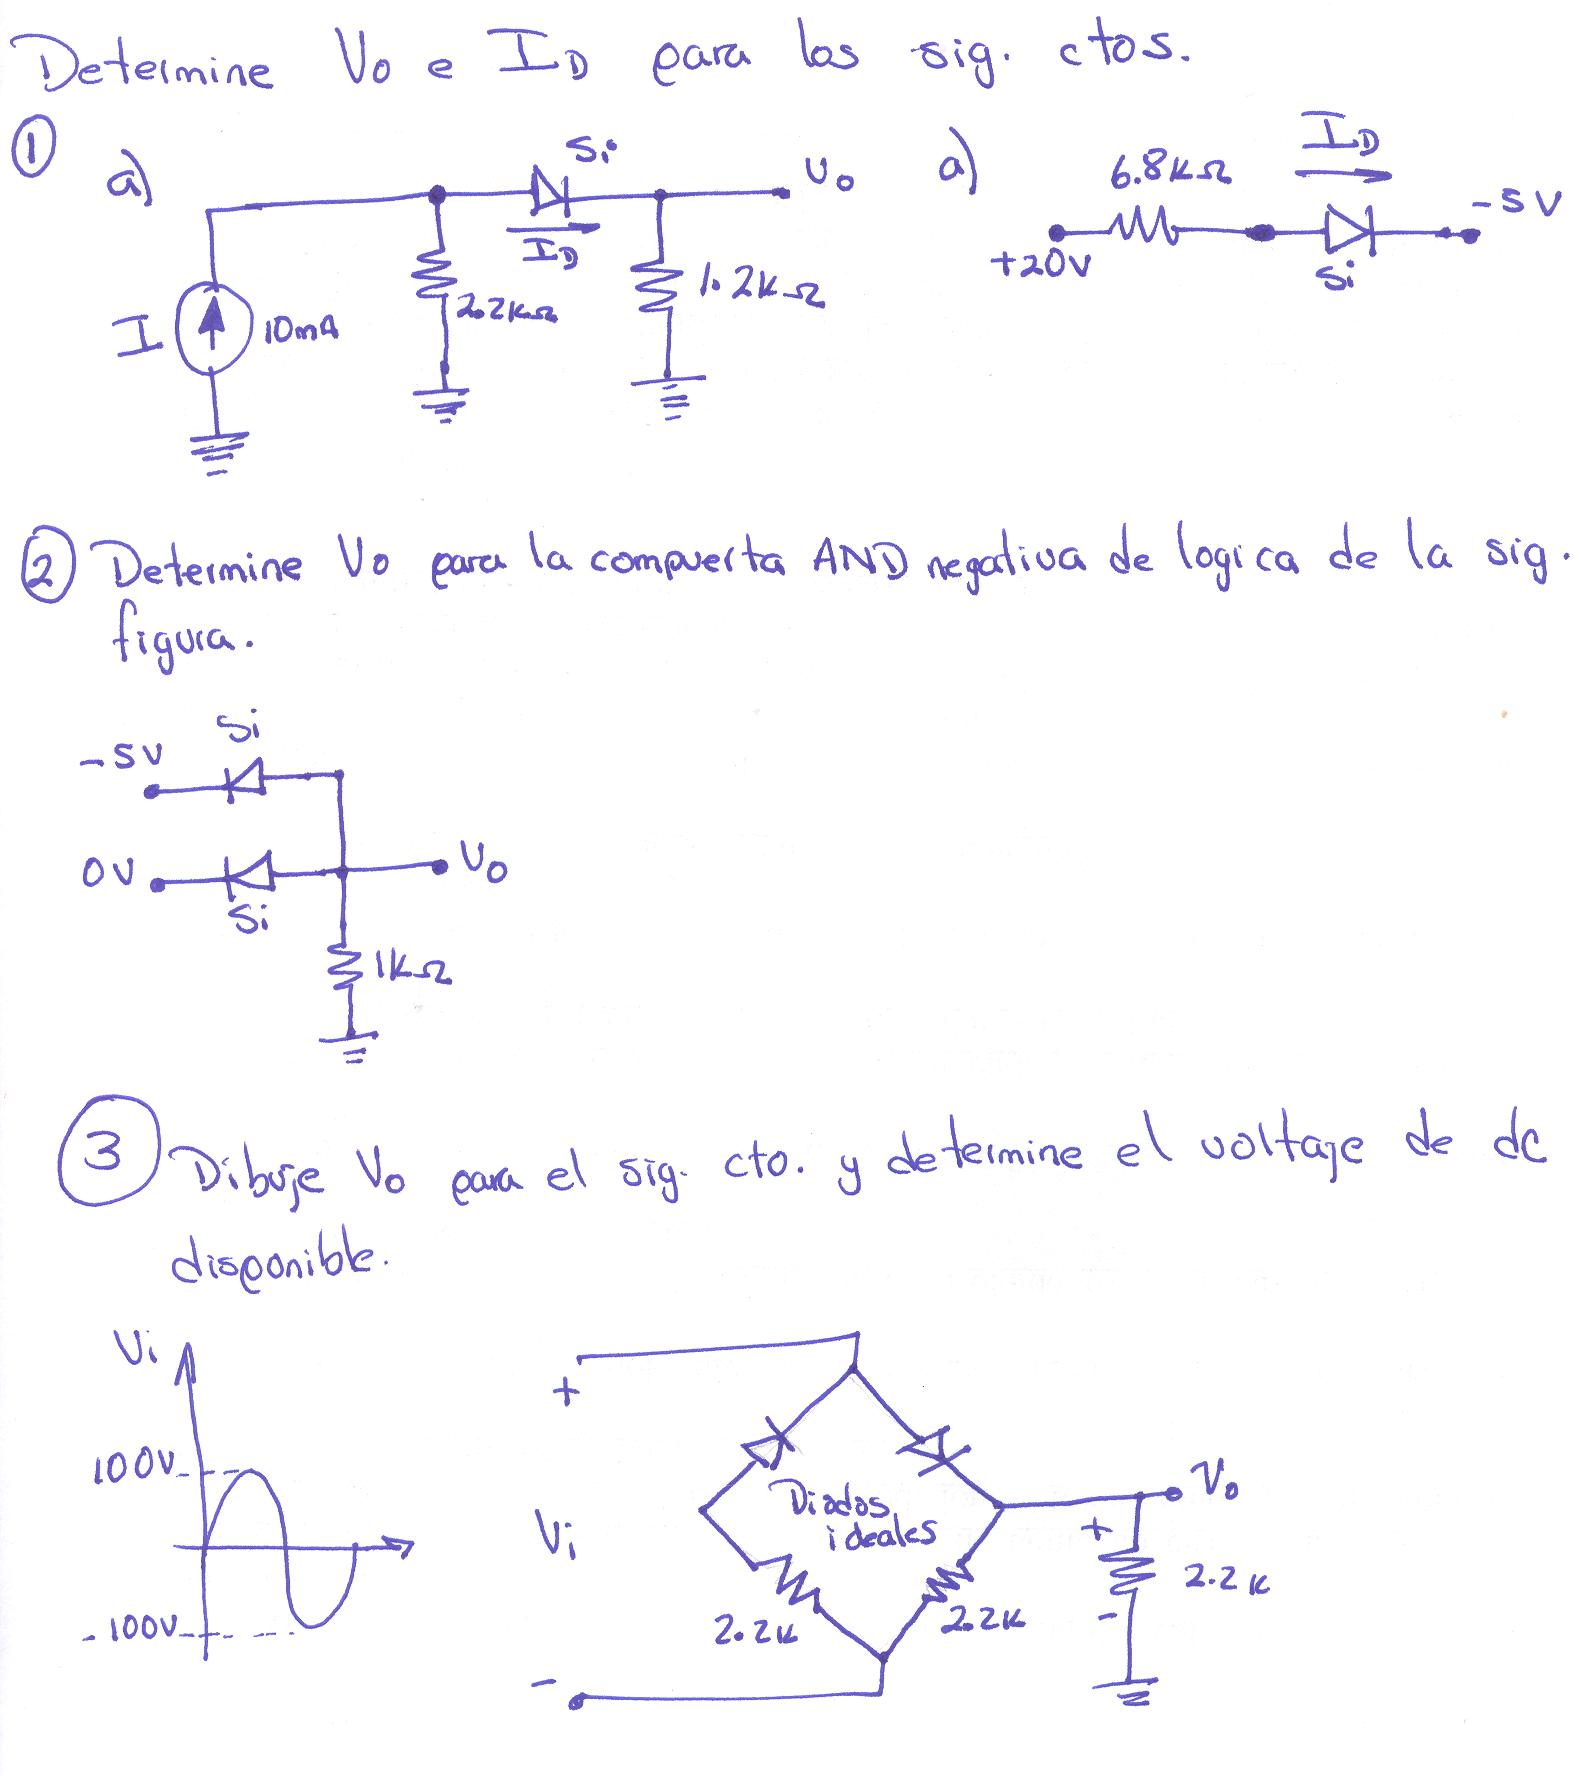 Determine Vo e ID para los sig. ctos.
1
a)
Si
Vo
ID
I
10mA
2.2KΩ
1.2KΩ
a)
6.8KΩ
ID
+20V
Si
-5V
2 Determine Vo para la compuerta AND negativa de logica de la sig.
figura.
-5V
Si
0V
Si
Vo
1KΩ
3 Dibuje Vo para el sig. cto. y determine el voltaje de dc
disponible.
Vi
100V
-100V
+
Vi
-
Diodos
ideales
2.2K
2.2K
Vo
+
2.2K
-